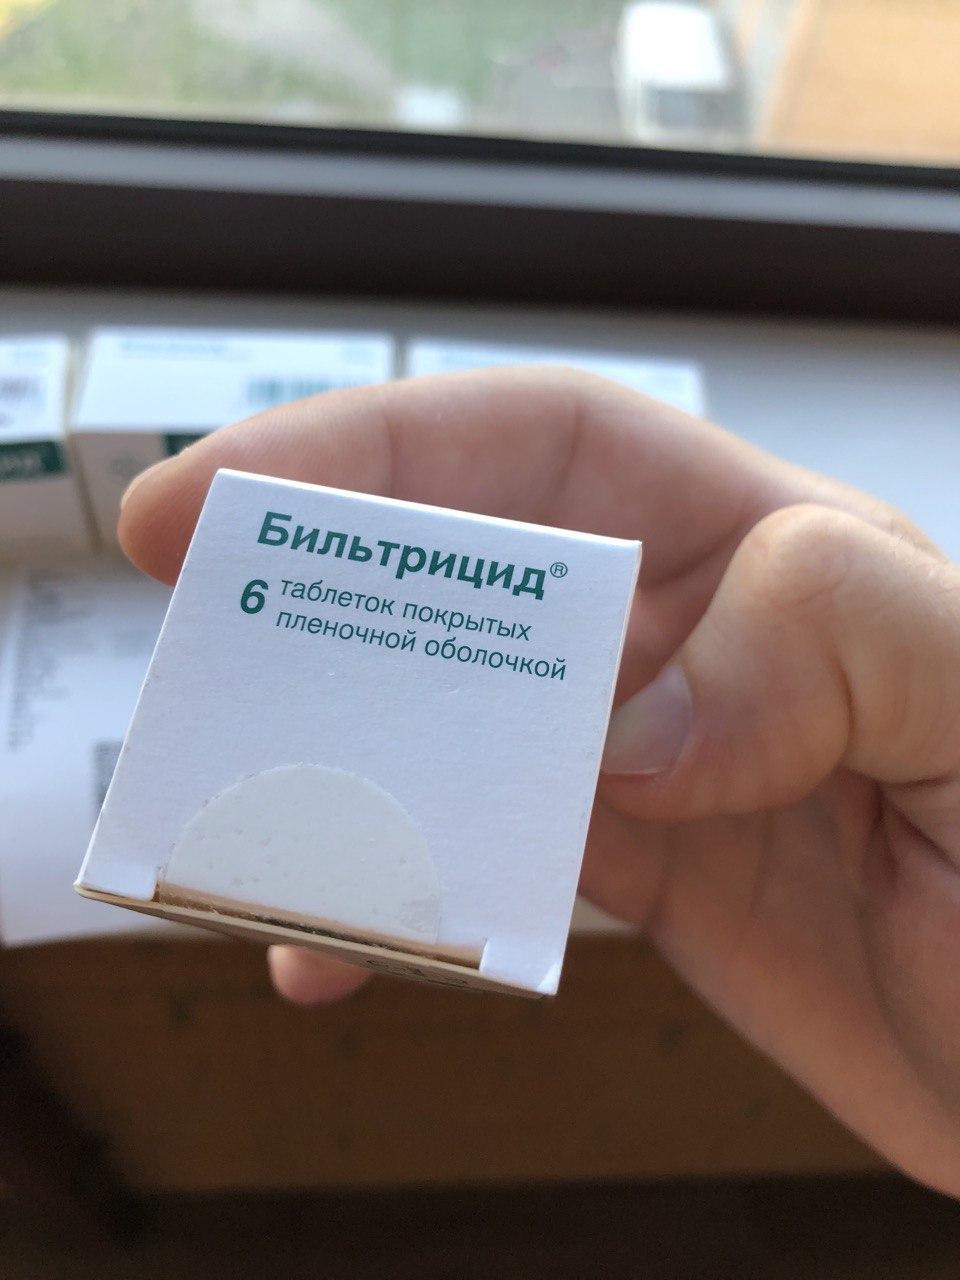 Бильтрицид®
6 таблеток покрытых
пленочной оболочкой